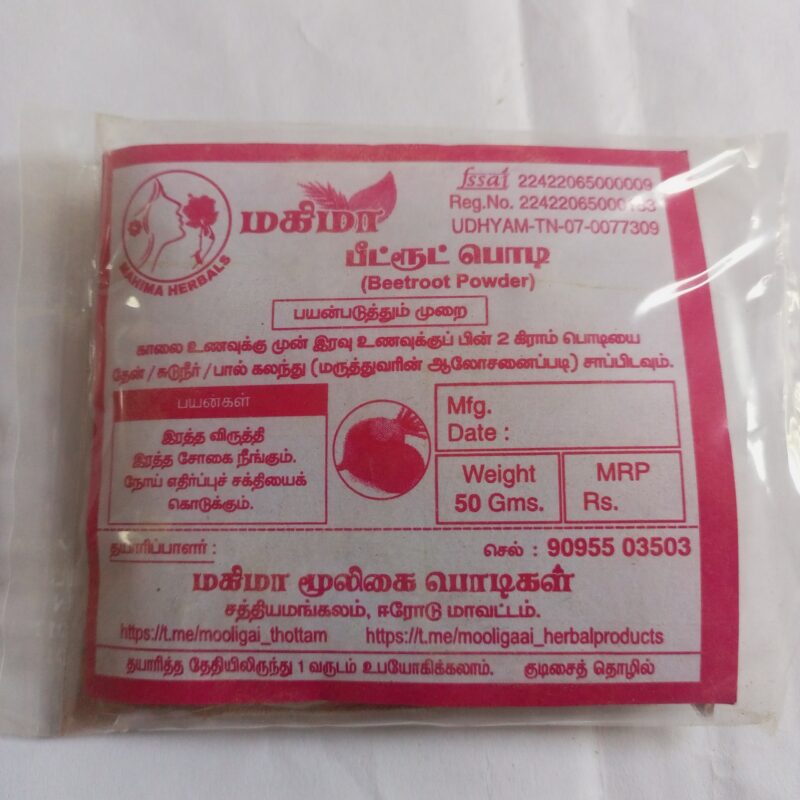 fssai 22422065000009
Reg.No. 22422065000133
UDHYAM-TN-07-0077309
மகிமா
MAHIMA HERBALS
பீட்ரூட் பொடி
(Beetroot Powder)
பயன்படுத்தும் முறை
காலை உணவுக்கு முன் இரவு உணவுக்குப் பின் 2 கிராம் பொடியை
தேன் / சுடுநீர் / பால் கலந்து (மருத்துவரின் ஆலோசனைப்படி) சாப்பிடவும்.
பயன்கள்
இரத்த விருத்தி
இரத்த சோகை நீங்கும்.
நோய் எதிர்ப்புச் சக்தியைக்
கொடுக்கும்.
Mfg.
Date :
Weight
50 Gms.
MRP
Rs.
தயாரிப்பாளர் : செல் : 90955 03503
மகிமா மூலிகை பொடிகள்
சத்தியமங்கலம், ஈரோடு மாவட்டம்.
https://t.me/mooligai_thottam https://t.me/mooligaai_herbalproducts
தயாரித்த தேதியிலிருந்து 1 வருடம் உபயோகிக்கலாம். குடிசைத் தொழில்